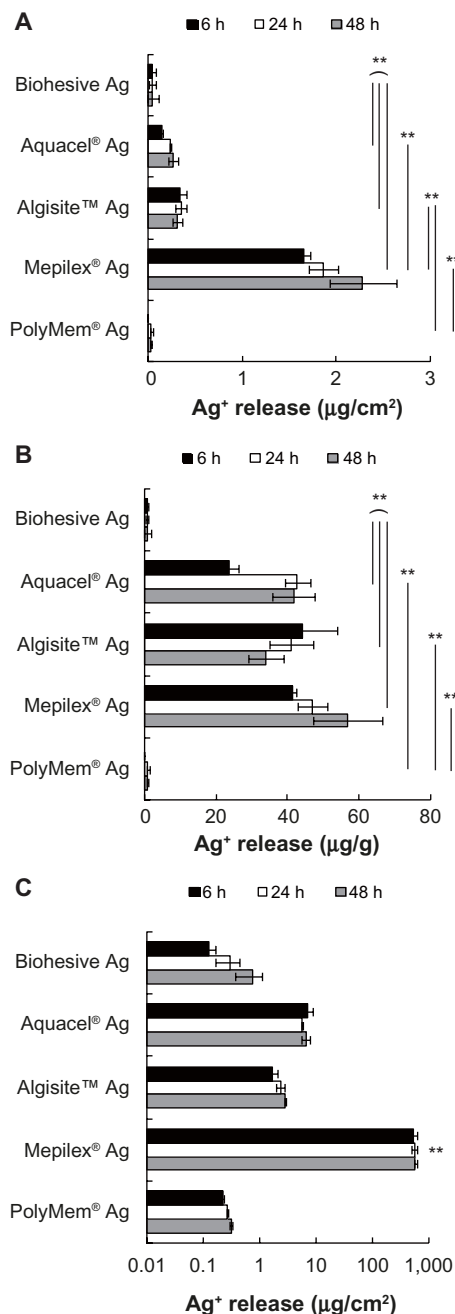 A
6 h 24 h 48 h
**
Biohesive Ag
Aquacel® Ag
**
Algisite™ Ag
**
Mepilex® Ag
**
PolyMem® Ag
0 1 2 3
Ag⁺ release (μg/cm²)
B
6 h 24 h 48 h
**
Biohesive Ag
Aquacel® Ag
**
Algisite™ Ag
**
Mepilex® Ag
**
PolyMem® Ag
0 20 40 60 80
Ag⁺ release (μg/g)
C
6 h 24 h 48 h
Biohesive Ag
Aquacel® Ag
Algisite™ Ag
Mepilex® Ag
**
PolyMem® Ag
0.01 0.1 1 10 100 1,000
Ag⁺ release (μg/cm²)